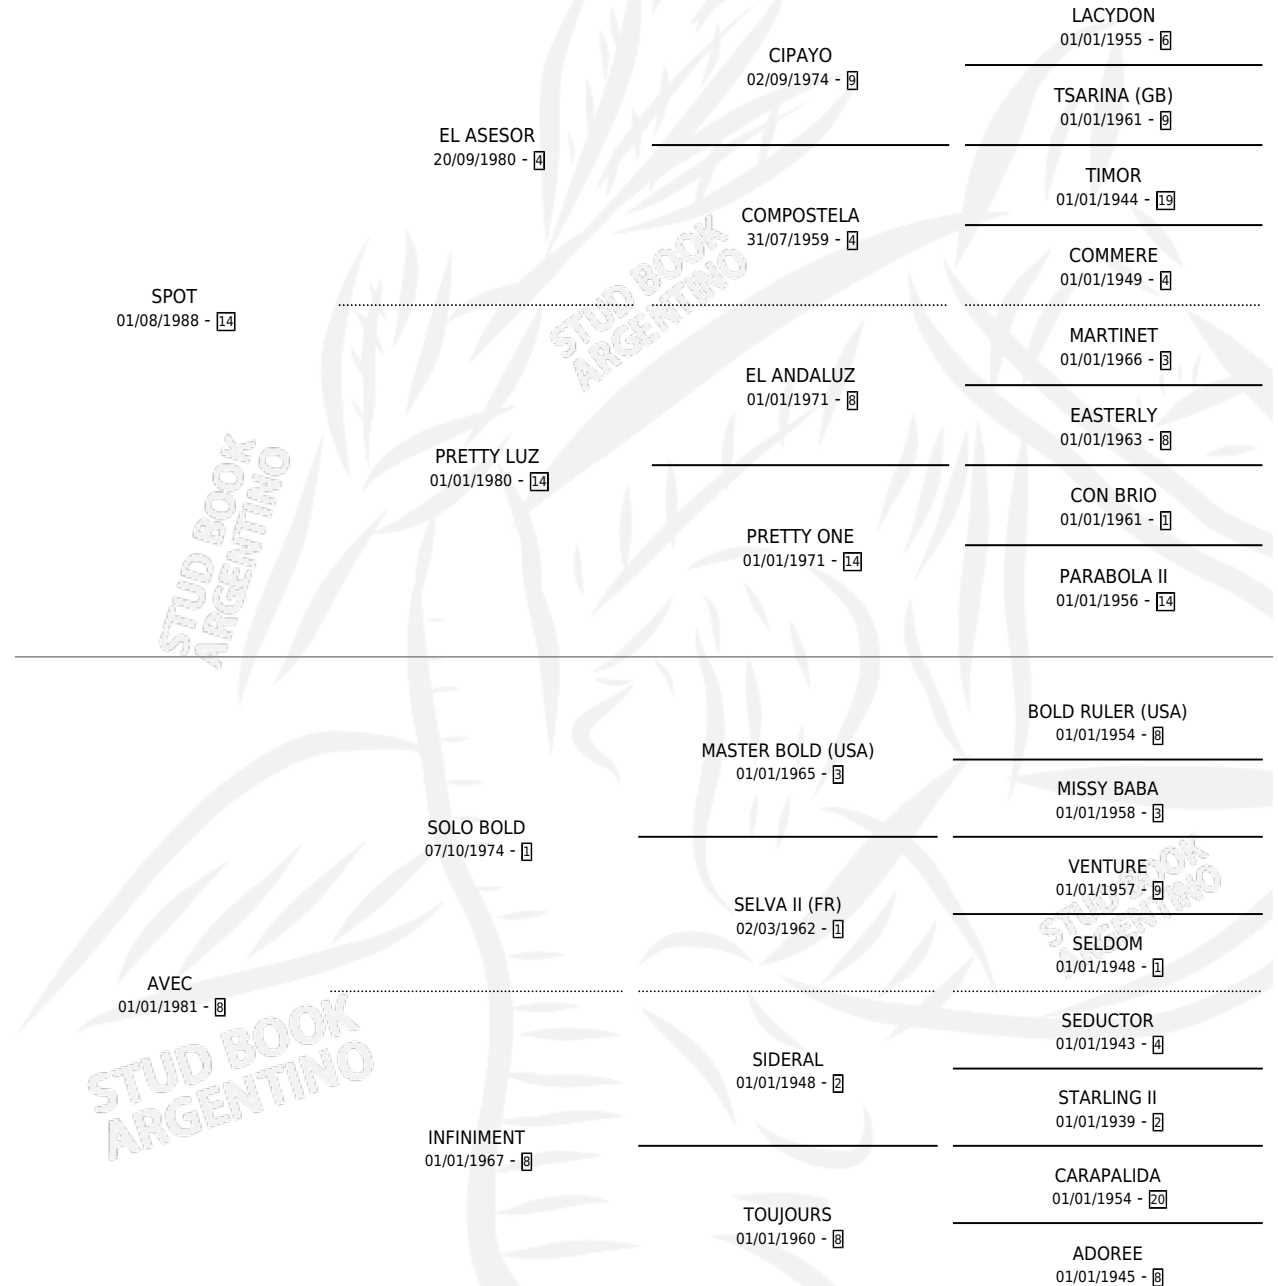 LACYDON
01/01/1955 - 6
CIPAYO
02/09/1974 - 9
TSARINA (GB)
01/01/1961 - 9
EL ASESOR
20/09/1980 - 4
TIMOR
01/01/1944 - 19
COMPOSTELA
31/07/1959 - 4
COMMERE
01/01/1949 - 4
SPOT
01/08/1988 - 14
MARTINET
01/01/1966 - 3
EL ANDALUZ
01/01/1971 - 8
EASTERLY
01/01/1963 - 8
PRETTY LUZ
01/01/1980 - 14
CON BRIO
01/01/1961 - 1
PRETTY ONE
01/01/1971 - 14
PARABOLA II
01/01/1956 - 14
STUD BOOK
ARGENTINO
STUD BOOK
ARGENTINO
BOLD RULER (USA)
01/01/1954 - 8
MASTER BOLD (USA)
01/01/1965 - 3
MISSY BABA
01/01/1958 - 3
SOLO BOLD
07/10/1974 - 1
VENTURE
01/01/1957 - 9
SELVA II (FR)
02/03/1962 - 1
SELDOM
01/01/1948 - 1
AVEC
01/01/1981 - 8
SEDUCTOR
01/01/1943 - 4
SIDERAL
01/01/1948 - 2
STARLING II
01/01/1939 - 2
INFINIMENT
01/01/1967 - 8
CARAPALIDA
01/01/1954 - 20
TOUJOURS
01/01/1960 - 8
ADOREE
01/01/1945 - 8
STUD BOOK
ARGENTINO
STUD BOOK
ARGENTINO